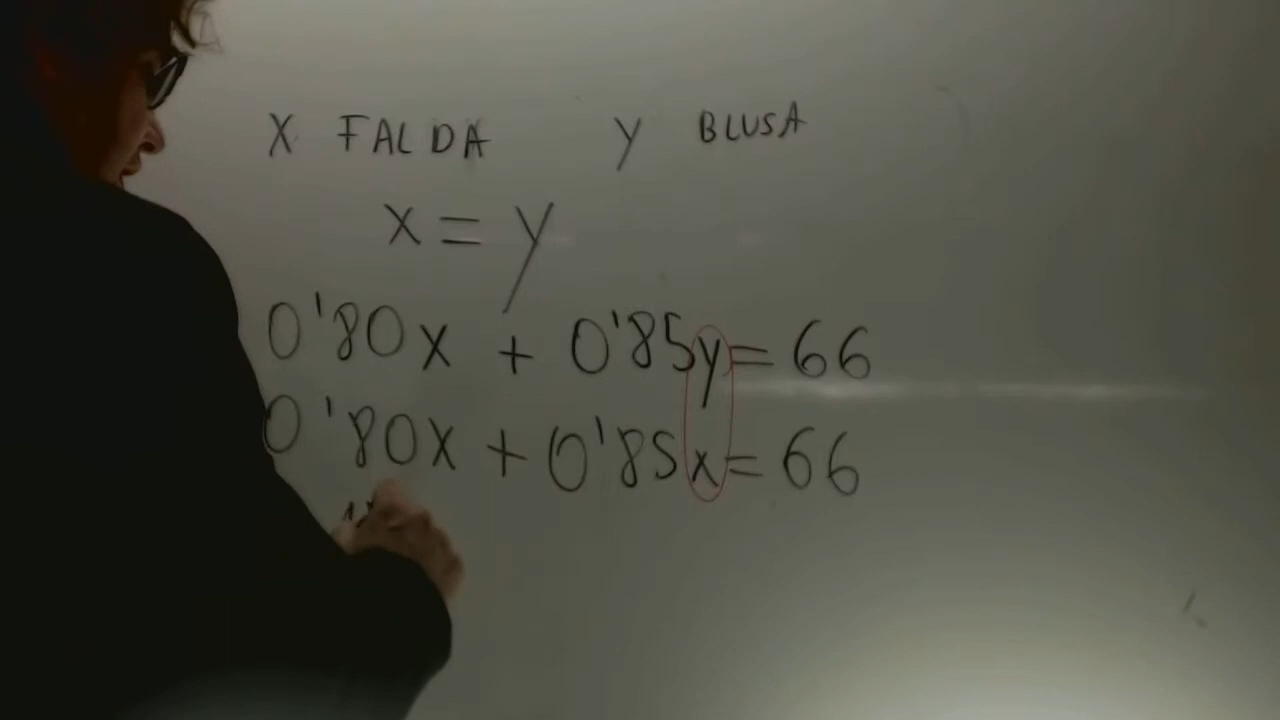 X FALDA y BLUSA
x = y
0'80x + 0'85y = 66
0'80x + 0'85x = 66